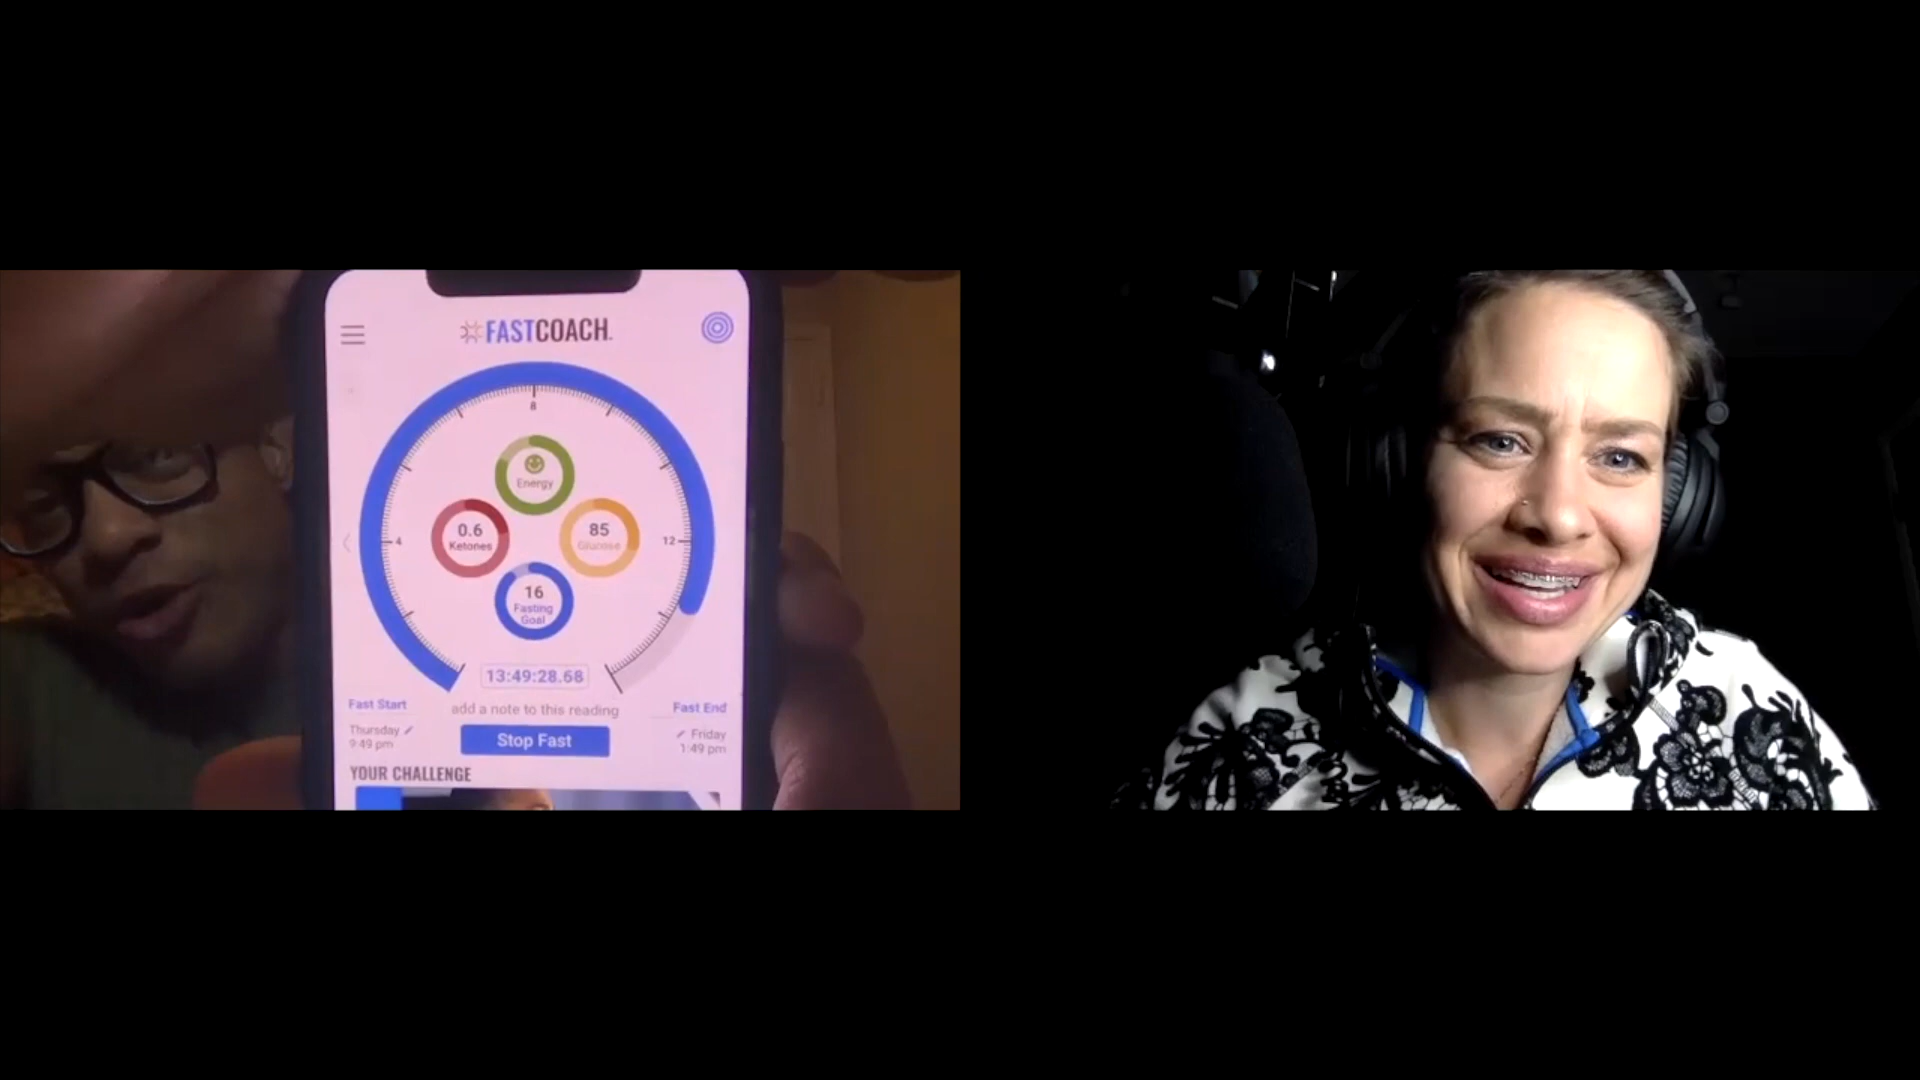 FASTCOACH.
8
Energy
0.6
Ketones
85
Glucose
4
12
16
Fasting
Goal
13:49:28.68
Fast Start
add a note to this reading
Fast End
Thursday
9:49 pm
Stop Fast
Friday
1:49 pm
YOUR CHALLENGE